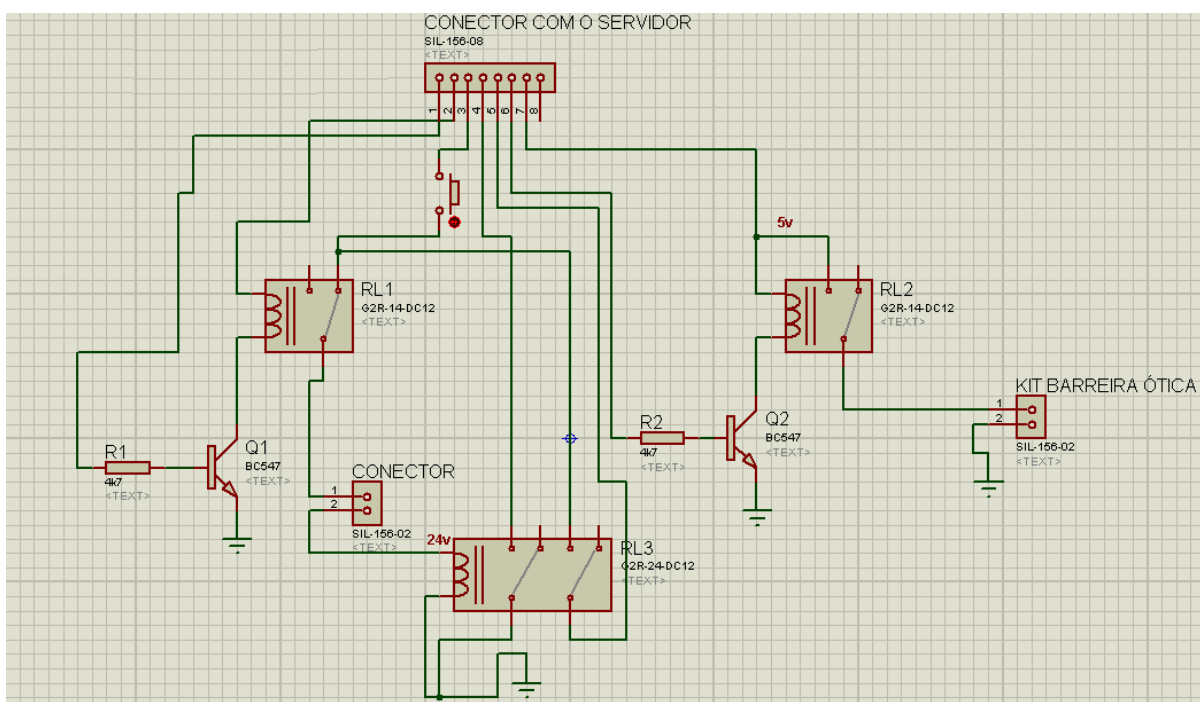 CONECTOR COM O SERVIDOR
SIL-156-08
<TEXT>
1
2
3
4
5
6
7
8
5v
RL1
G2R-14-DC12
<TEXT>
RL2
G2R-14-DC12
<TEXT>
KIT BARREIRA ÓTICA
1
2
SIL-156-02
<TEXT>
R1
4k7
<TEXT>
Q1
BC547
<TEXT>
R2
4k7
<TEXT>
Q2
BC547
<TEXT>
CONECTOR
1
2
SIL-156-02
<TEXT>
24v
RL3
G2R-24-DC12
<TEXT>